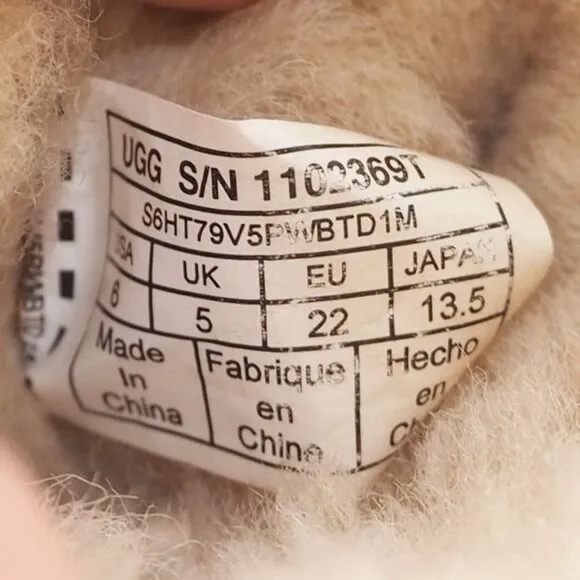 UGG S/N 1102369T
S6HT79V5PWBTD1M
USA UK EU JAPAN
6 5 22 13.5
Made Fabrique Hecho
In en en
China Chine